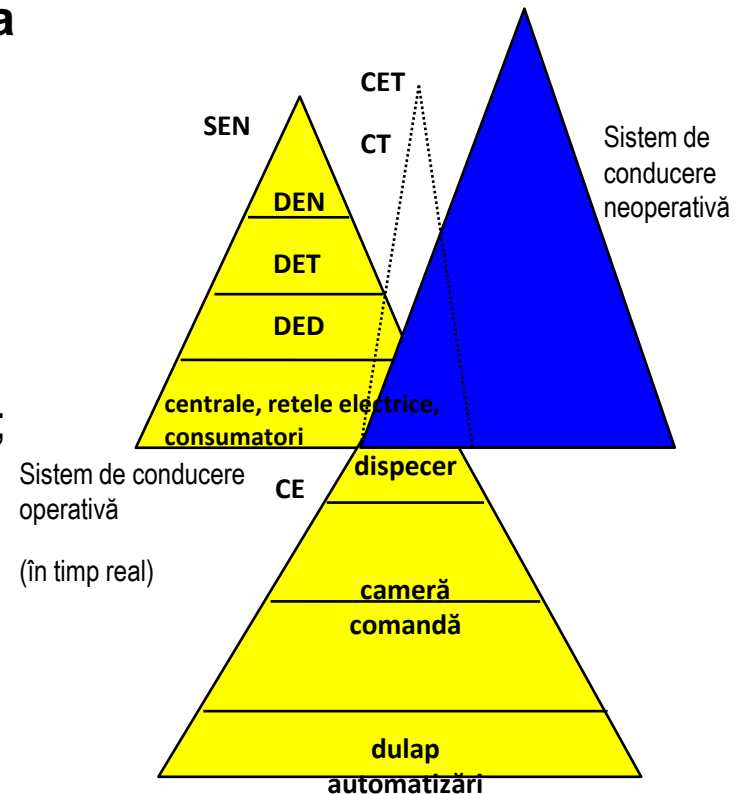 a
CET
SEN
CT
Sistem de
conducere
neoperativă
DEN
DET
DED
centrale, retele electrice,
consumatori
;
Sistem de conducere
operativă
(în timp real)
CE
dispecer
cameră
comandă
dulap
automatizări